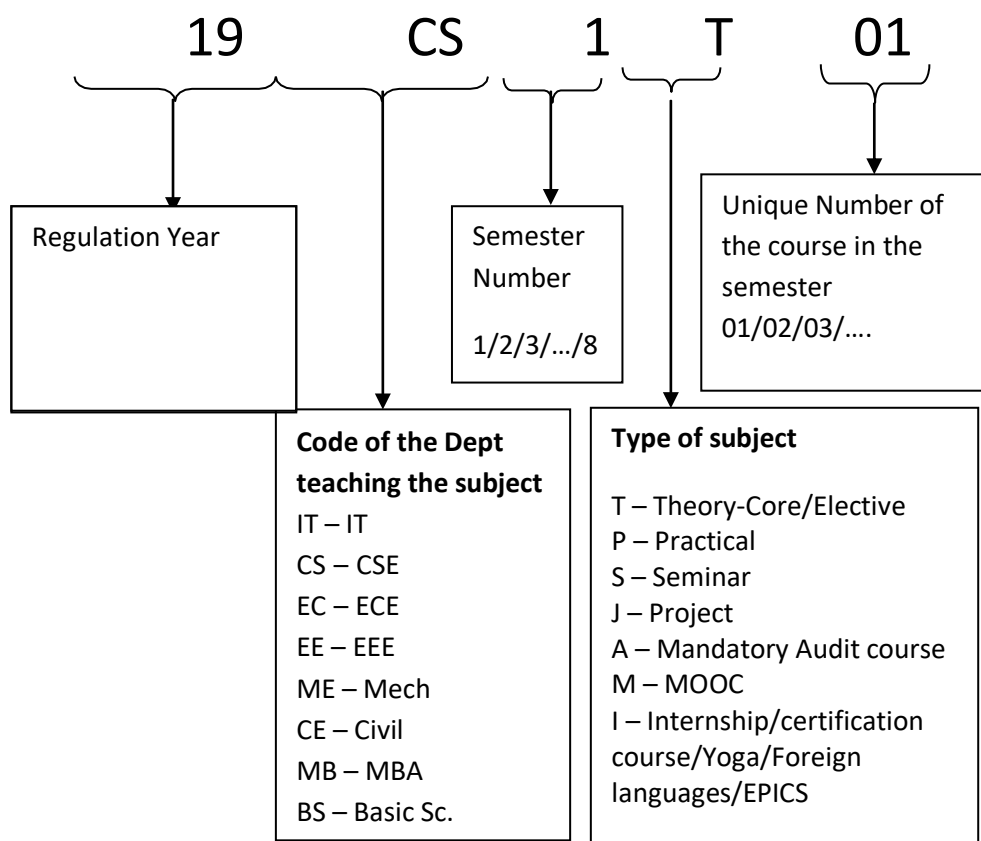 19 CS 1 T 01
Regulation Year
Semester
Number
1/2/3/…/8
Unique Number of
the course in the
semester
01/02/03/….
Code of the Dept
teaching the subject
IT – IT
CS – CSE
EC – ECE
EE – EEE
ME – Mech
CE – Civil
MB – MBA
BS – Basic Sc.
Type of subject
T – Theory-Core/Elective
P – Practical
S – Seminar
J – Project
A – Mandatory Audit course
M – MOOC
I – Internship/certification
course/Yoga/Foreign
languages/EPICS